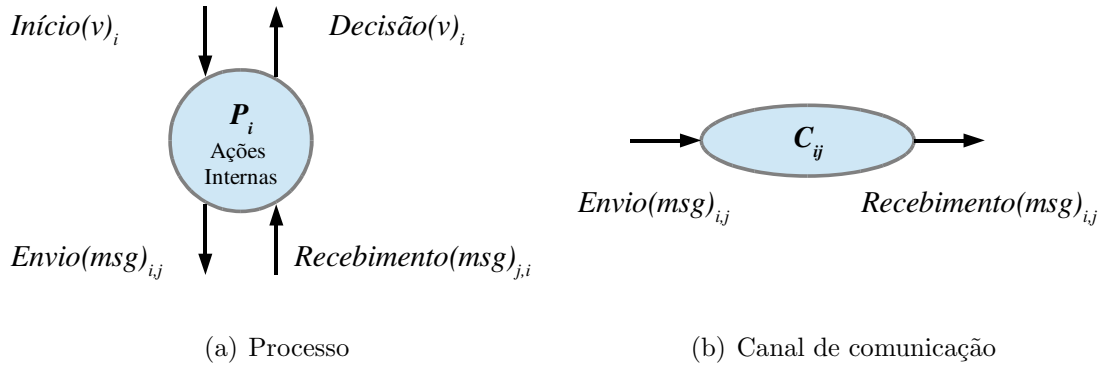 Início(v)i
Decisão(v)i
Pi
Ações
Internas
Envio(msg)i,j
Recebimento(msg)j,i
Cij
Envio(msg)i,j
Recebimento(msg)i,j
(a) Processo
(b) Canal de comunicação